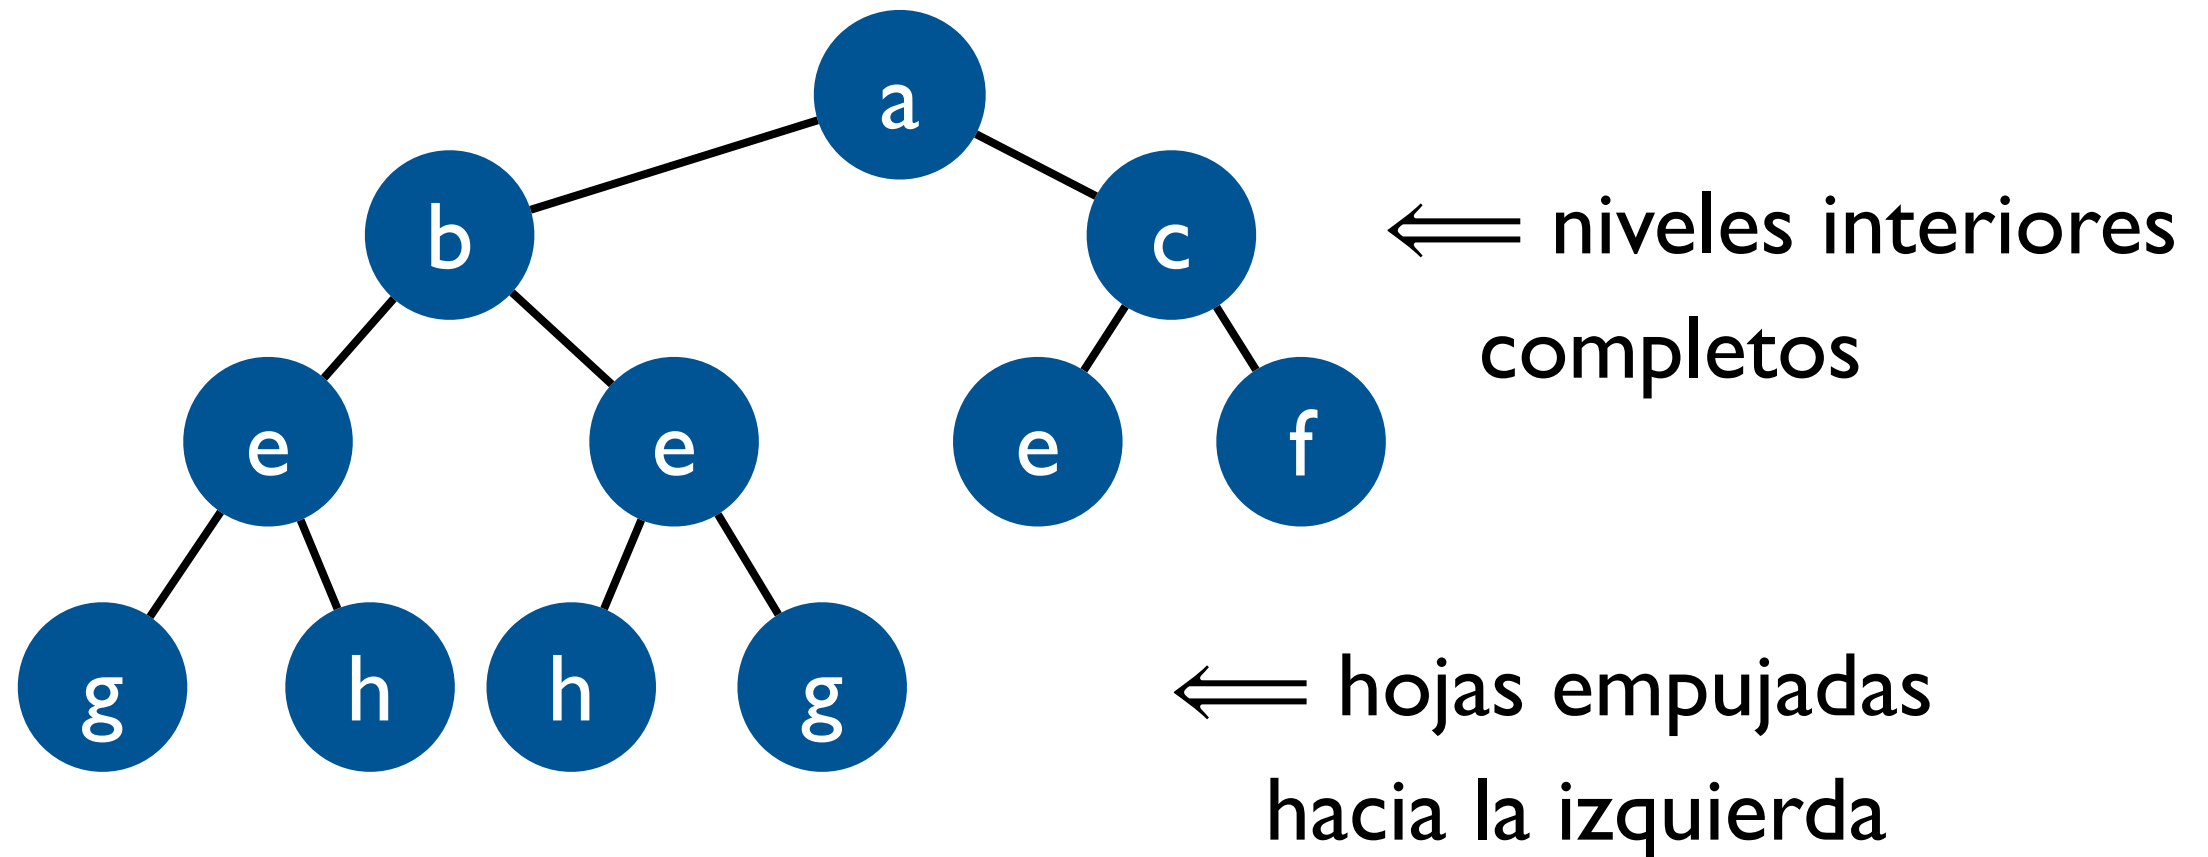 a
b
c
⟸ niveles interiores
completos
e
e
e
f
g
h
h
g
⟸ hojas empujadas
hacia la izquierda